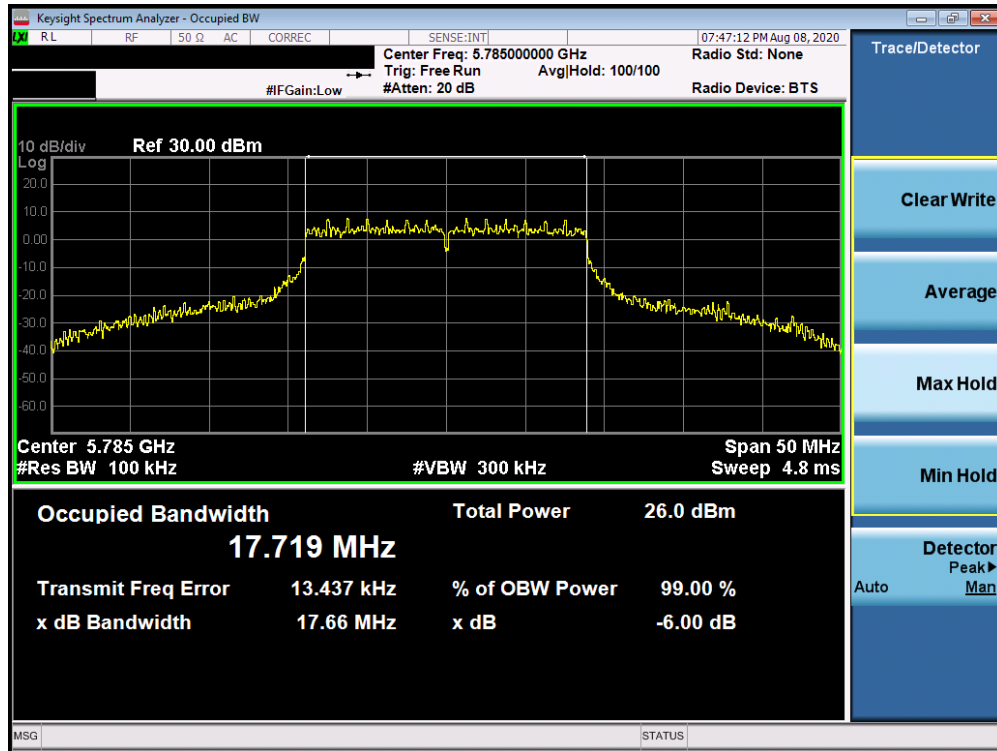 Keysight Spectrum Analyzer - Occupied BW
LXI RL RF 50 Ω AC CORREC SENSE:INT 07:47:12 PM Aug 08, 2020
Center Freq: 5.785000000 GHz Radio Std: None
Trig: Free Run Avg|Hold: 100/100
#IFGain:Low #Atten: 20 dB Radio Device: BTS
10 dB/div Ref 30.00 dBm
Log
20.0
10.0
0.00
-10.0
-20.0
-30.0
-40.0
-50.0
-60.0
Center 5.785 GHz Span 50 MHz
#Res BW 100 kHz #VBW 300 kHz Sweep 4.8 ms
Occupied Bandwidth Total Power 26.0 dBm
17.719 MHz
Transmit Freq Error 13.437 kHz % of OBW Power 99.00 %
x dB Bandwidth 17.66 MHz x dB -6.00 dB
MSG STATUS
Trace/Detector
Clear Write
Average
Max Hold
Min Hold
Detector
Peak▶
Auto Man